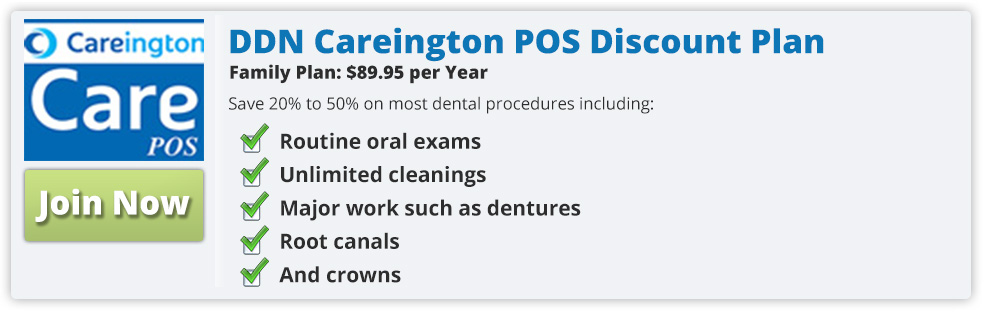 Careington
Care
POS
Join Now
DDN Careington POS Discount Plan
Family Plan: $89.95 per Year
Save 20% to 50% on most dental procedures including:
Routine oral exams
Unlimited cleanings
Major work such as dentures
Root canals
And crowns